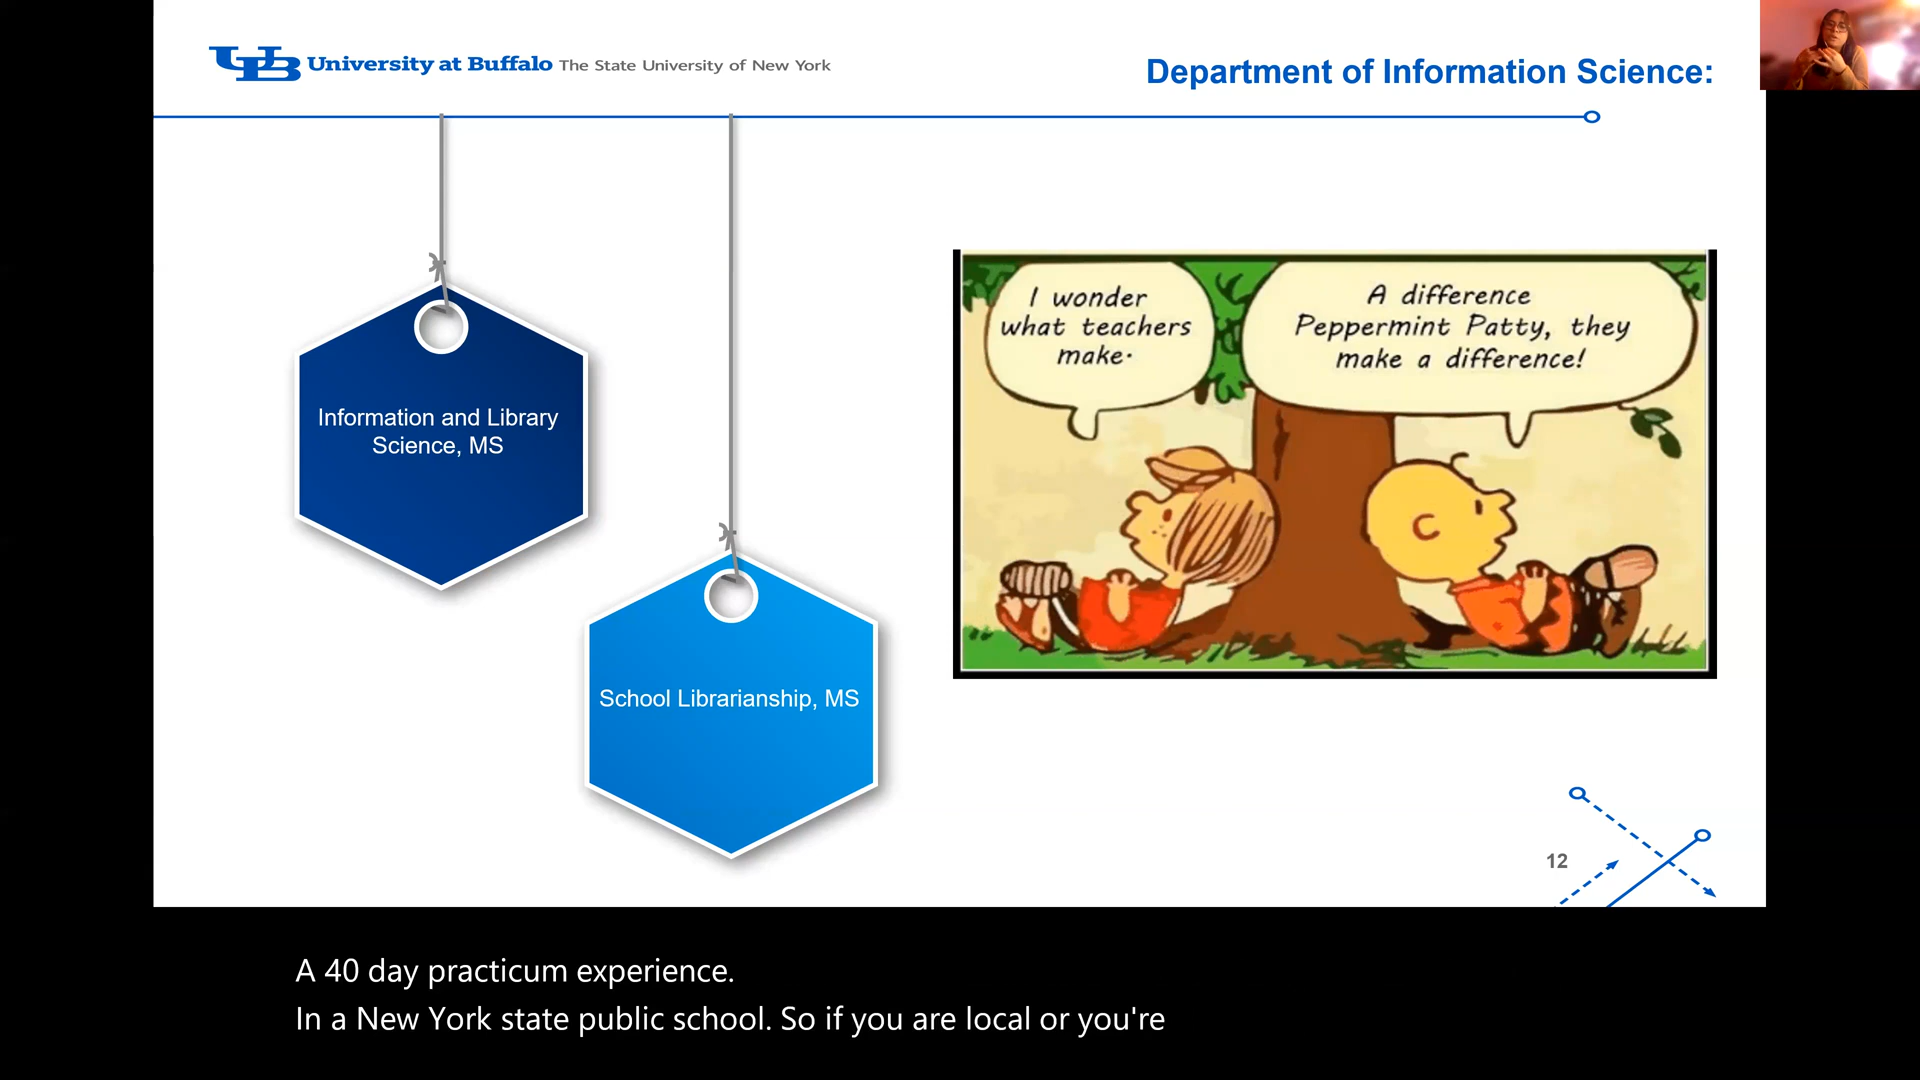 University at Buffalo The State University of New York
Department of Information Science:
I wonder
what teachers
make.
A difference
Peppermint Patty, they
make a difference!
Information and Library
Science, MS
School Librarianship, MS
12
A 40 day practicum experience.
In a New York state public school. So if you are local or you're